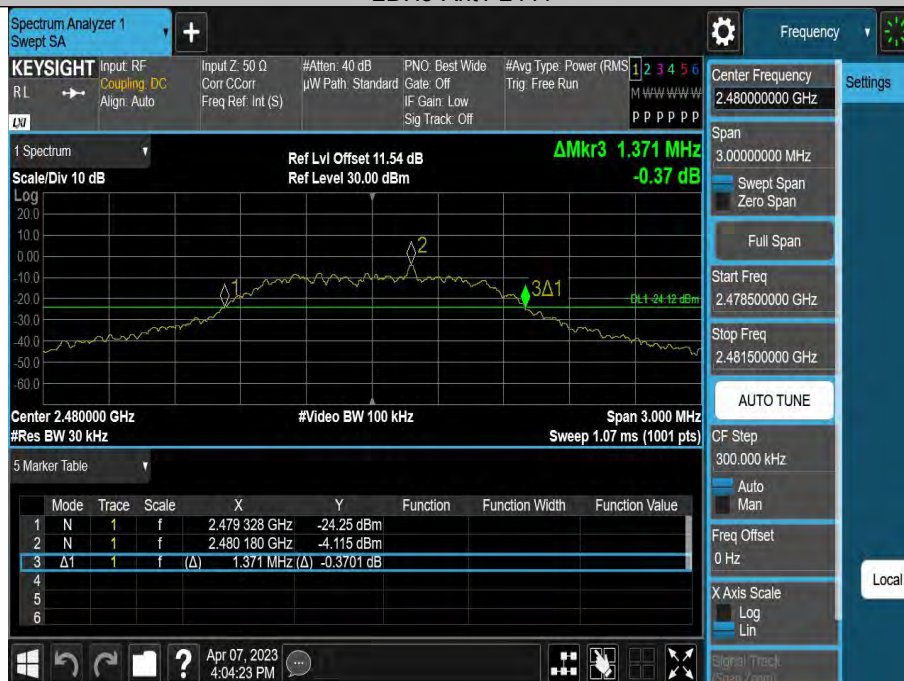 Spectrum Analyzer 1
Swept SA
+
Frequency
KEYSIGHT
RL
LXI
Input: RF
Coupling: DC
Align: Auto
Input Z: 50 Ω
Corr CCorr
Freq Ref: Int (S)
#Atten: 40 dB
µW Path: Standard
PNO: Best Wide
Gate: Off
IF Gain: Low
Sig Track: Off
#Avg Type: Power (RMS
Trig: Free Run
1 2 3 4 5 6
M W W W W W
P P P P P P
1 Spectrum
Scale/Div 10 dB
Ref Lvl Offset 11.54 dB
Ref Level 30.00 dBm
ΔMkr3 1.371 MHz
-0.37 dB
Log
20.0
10.0
0.00
-10.0
-20.0
-30.0
-40.0
-50.0
-60.0
1
2
3Δ1
DL1 -24.12 dBm
Center 2.480000 GHz
#Video BW 100 kHz
Span 3.000 MHz
#Res BW 30 kHz
Sweep 1.07 ms (1001 pts)
5 Marker Table
Mode Trace Scale X Y Function Function Width Function Value
1 N 1 f 2.479 328 GHz -24.25 dBm
2 N 1 f 2.480 180 GHz -4.115 dBm
3 Δ1 1 f (Δ) 1.371 MHz (Δ) -0.3701 dB
4
5
6
?
Apr 07, 2023
4:04:23 PM
Center Frequency
2.480000000 GHz
Settings
Span
3.00000000 MHz
Swept Span
Zero Span
Full Span
Start Freq
2.478500000 GHz
Stop Freq
2.481500000 GHz
AUTO TUNE
CF Step
300.000 kHz
Auto
Man
Freq Offset
0 Hz
Local
X Axis Scale
Log
Lin
Signal Track
(Span Zoom)